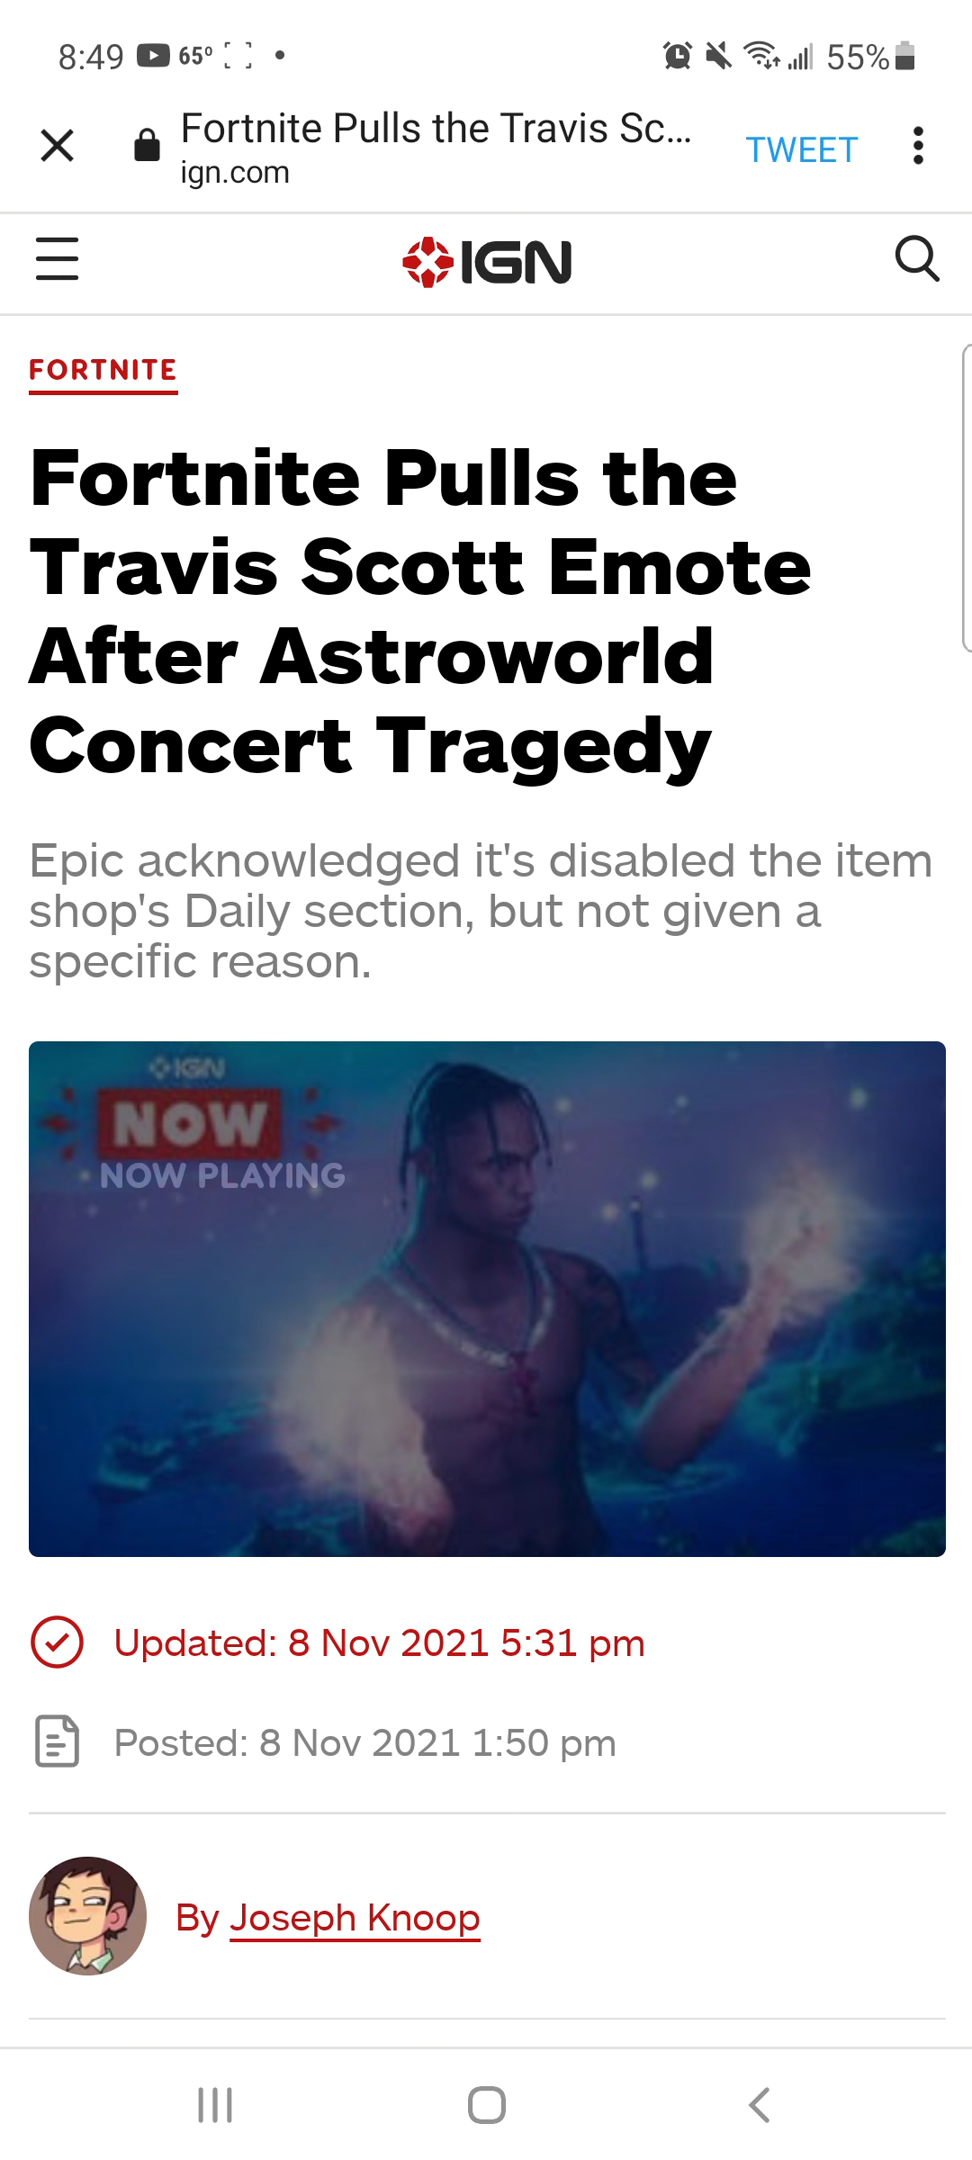 8:49 65° 55%
Fortnite Pulls the Travis Sc...
ign.com
TWEET
IGN
FORTNITE
Fortnite Pulls the
Travis Scott Emote
After Astroworld
Concert Tragedy
Epic acknowledged it's disabled the item
shop's Daily section, but not given a
specific reason.
IGN
NOW
NOW PLAYING
Updated: 8 Nov 2021 5:31 pm
Posted: 8 Nov 2021 1:50 pm
By Joseph Knoop